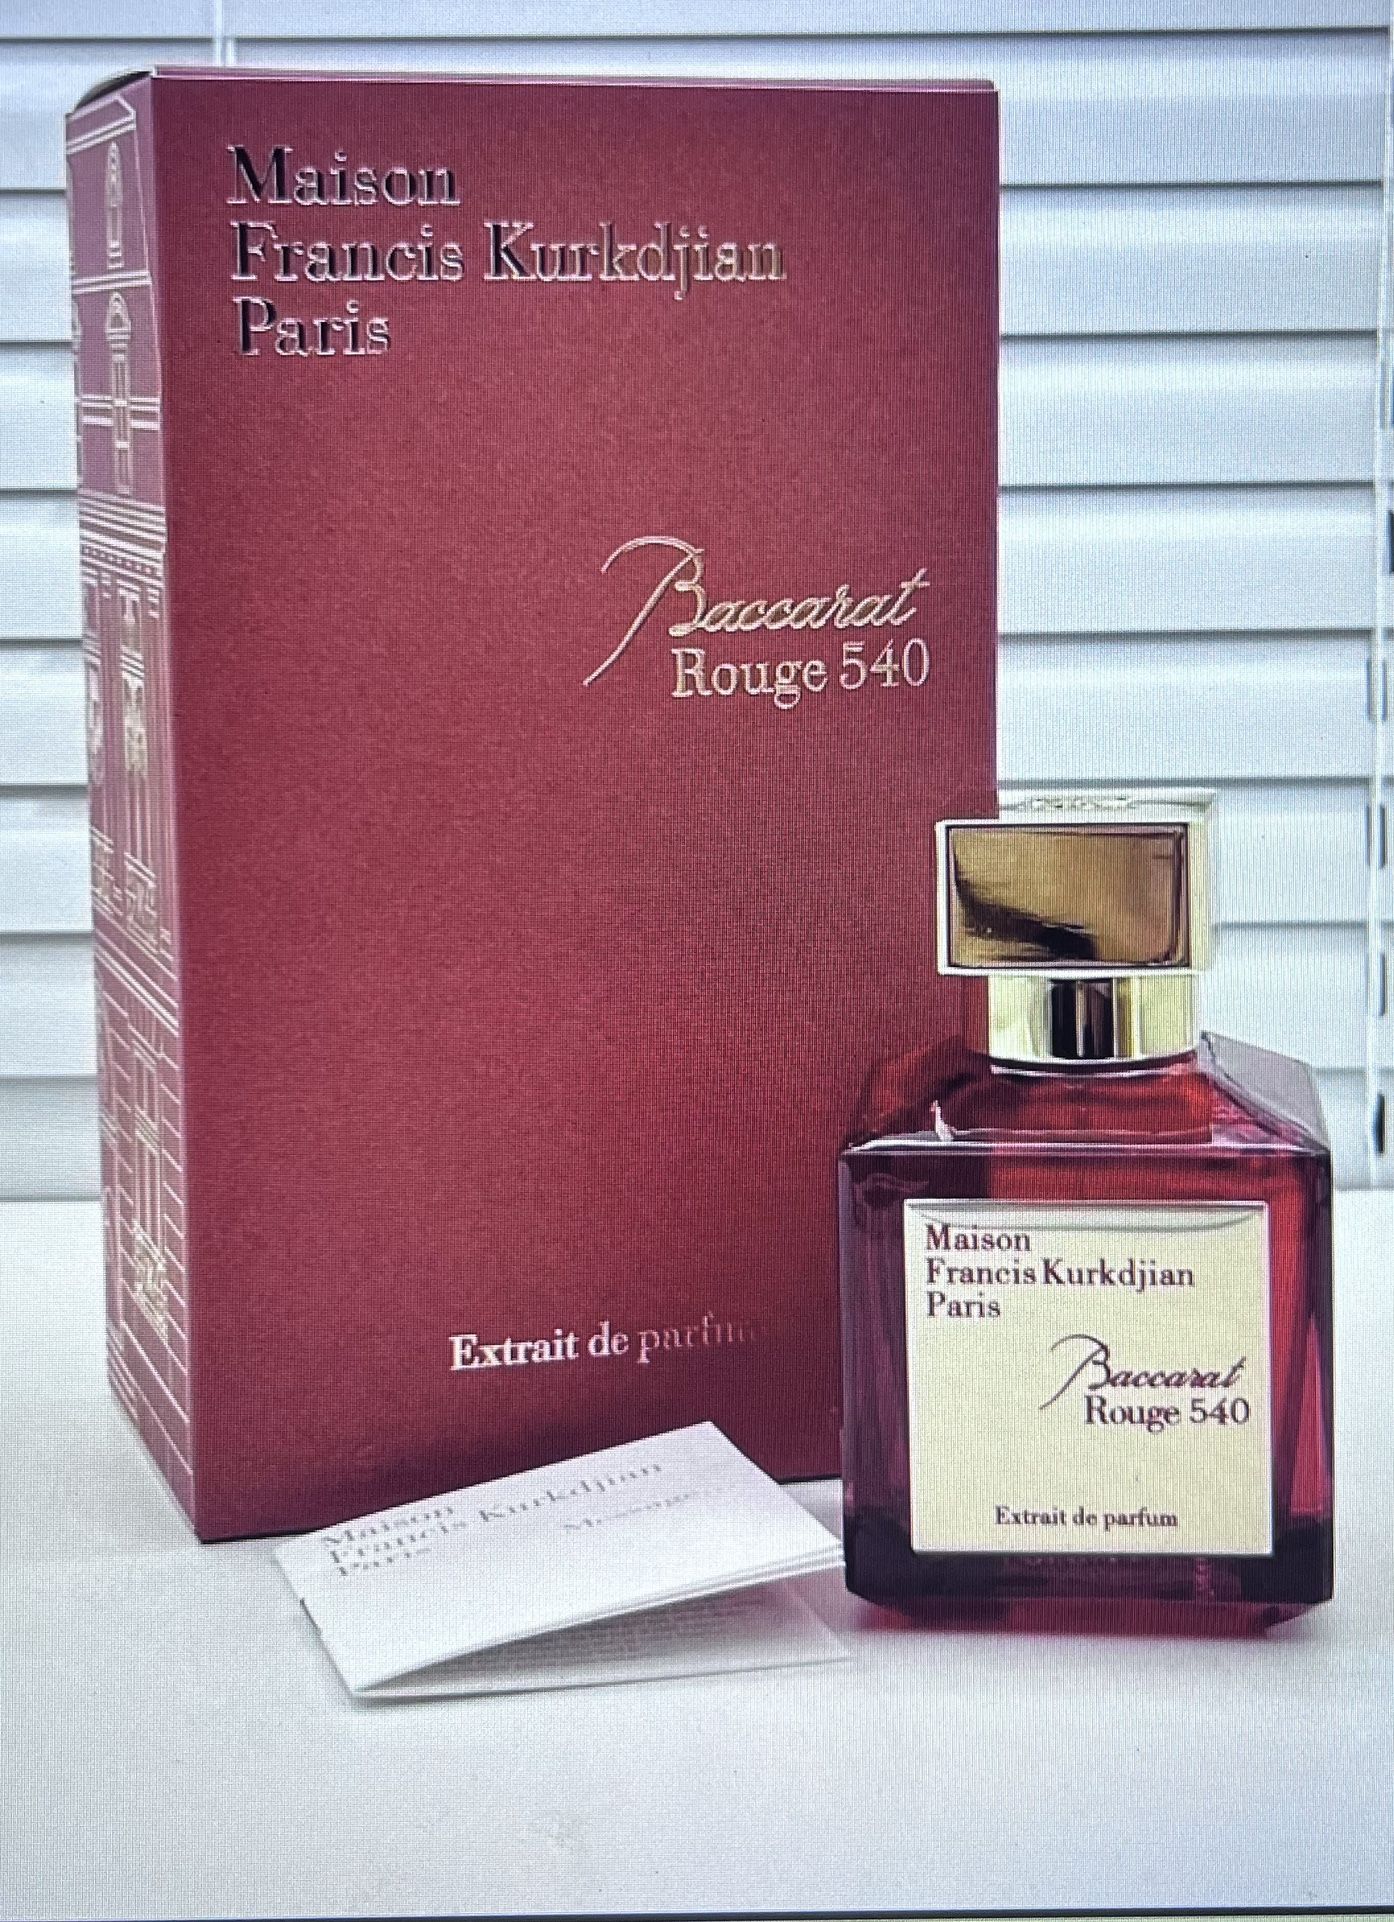 Maison
Francis Kurkdjian
Paris
Baccarat
Rouge 540
Extrait de parfum
Maison
Francis Kurkdjian
Paris
Baccarat
Rouge 540
Extrait de parfum
Maison
Francis Kurkdjian
Paris